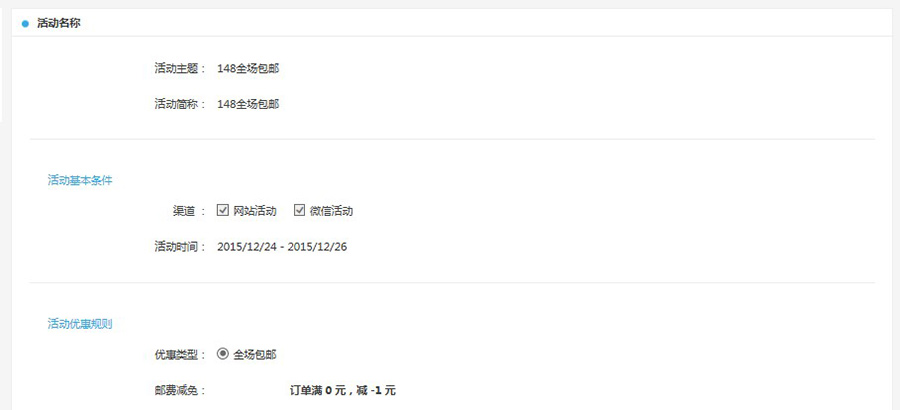 活动名称
活动主题： 148全场包邮
活动简称： 148全场包邮
活动基本条件
渠道 ： 网站活动 微信活动
活动时间： 2015/12/24 - 2015/12/26
活动优惠规则
优惠类型： 全场包邮
邮费减免： 订单满 0 元，减 -1 元